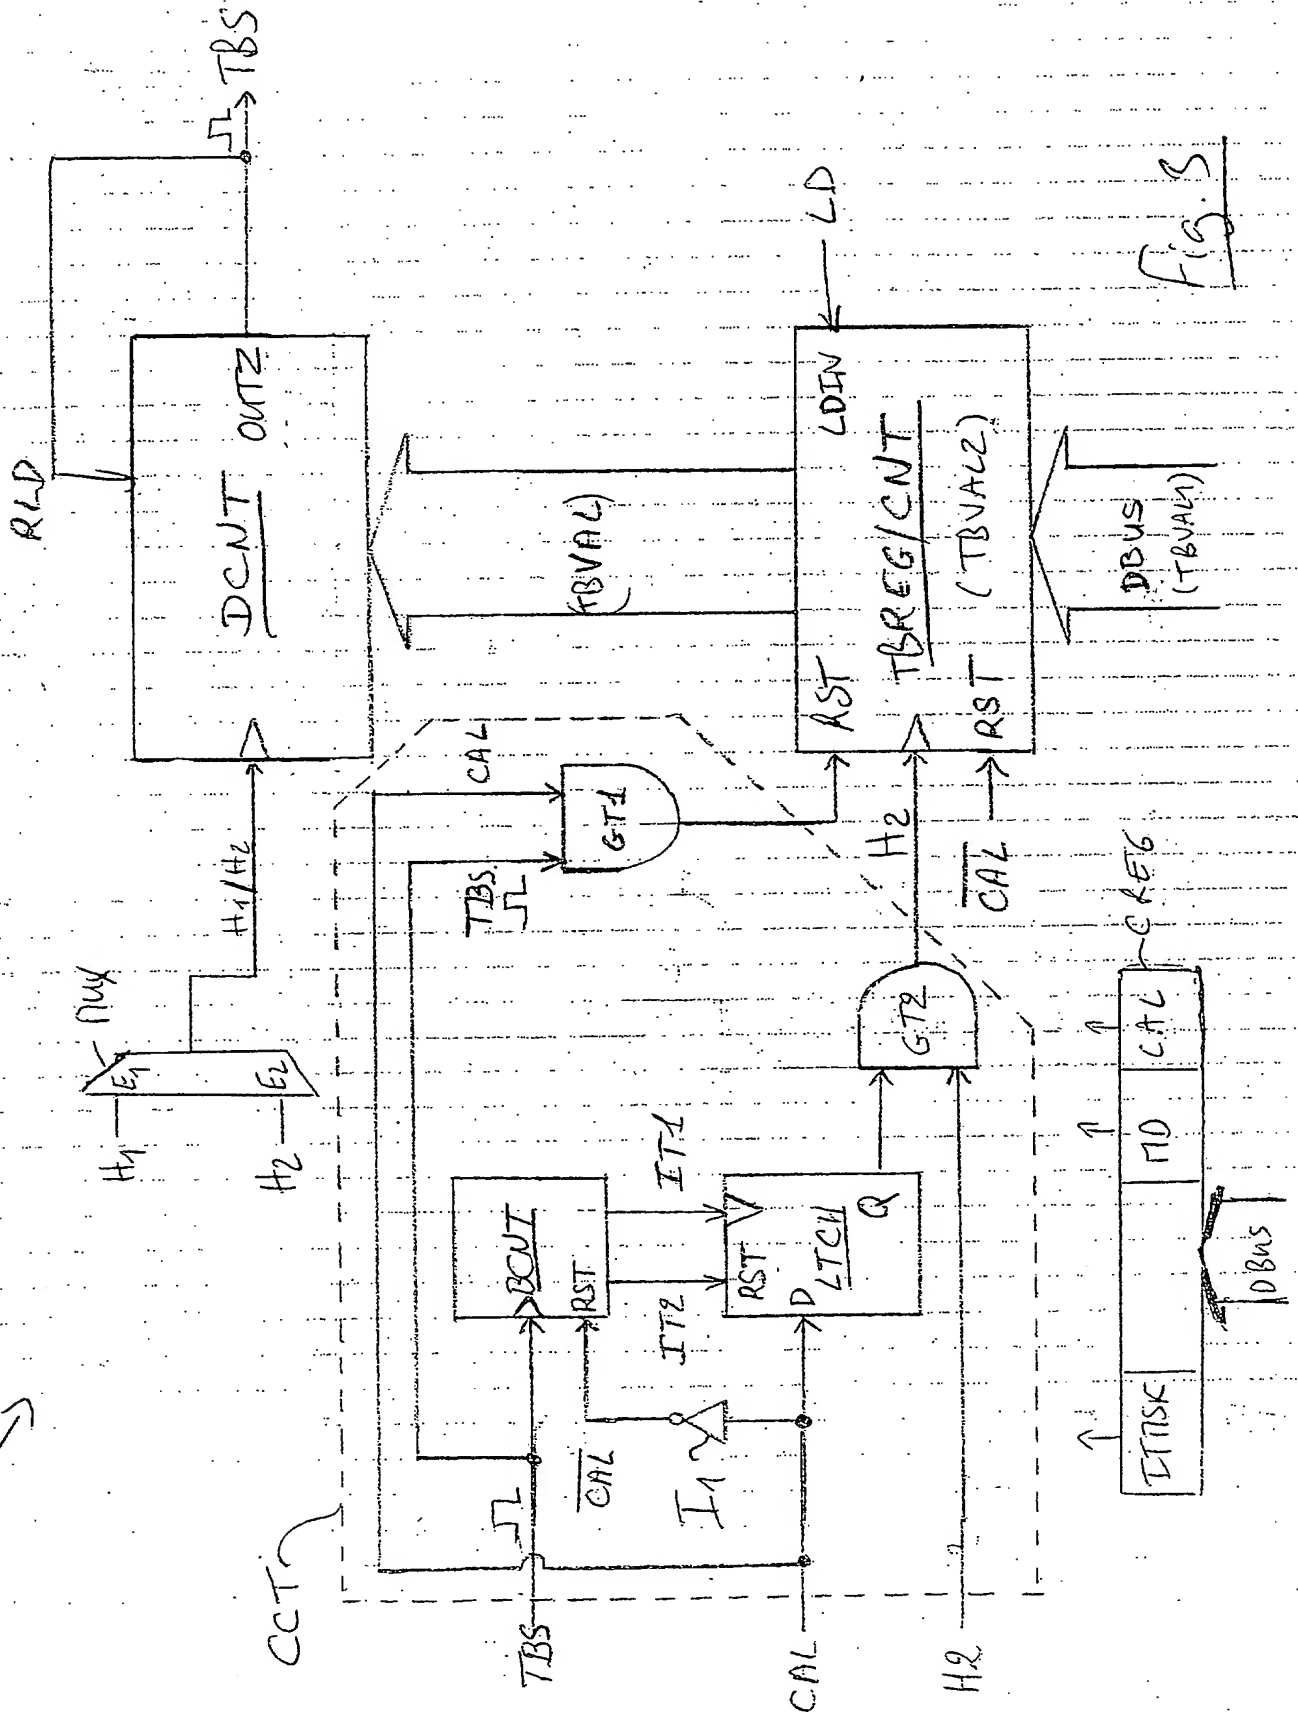 RLD
TBS
H1
H2
E1
E2
MUX
H1/H2
DCNT
OUTZ
CCT
TBS
TBS
CAL
GT1
(TBVAL)
BCNT
RST
CAL
I1
IT2
IT1
RST
D LTCH
Q
CAL
H2
GT2
H2
RST
TBREG/CNT
(TBVAL2)
RST
LDIN
LD
CAL
DBUS
(TBVAL1)
ITMSK
MD
CAL
CREG
DBUS
Fig. 3